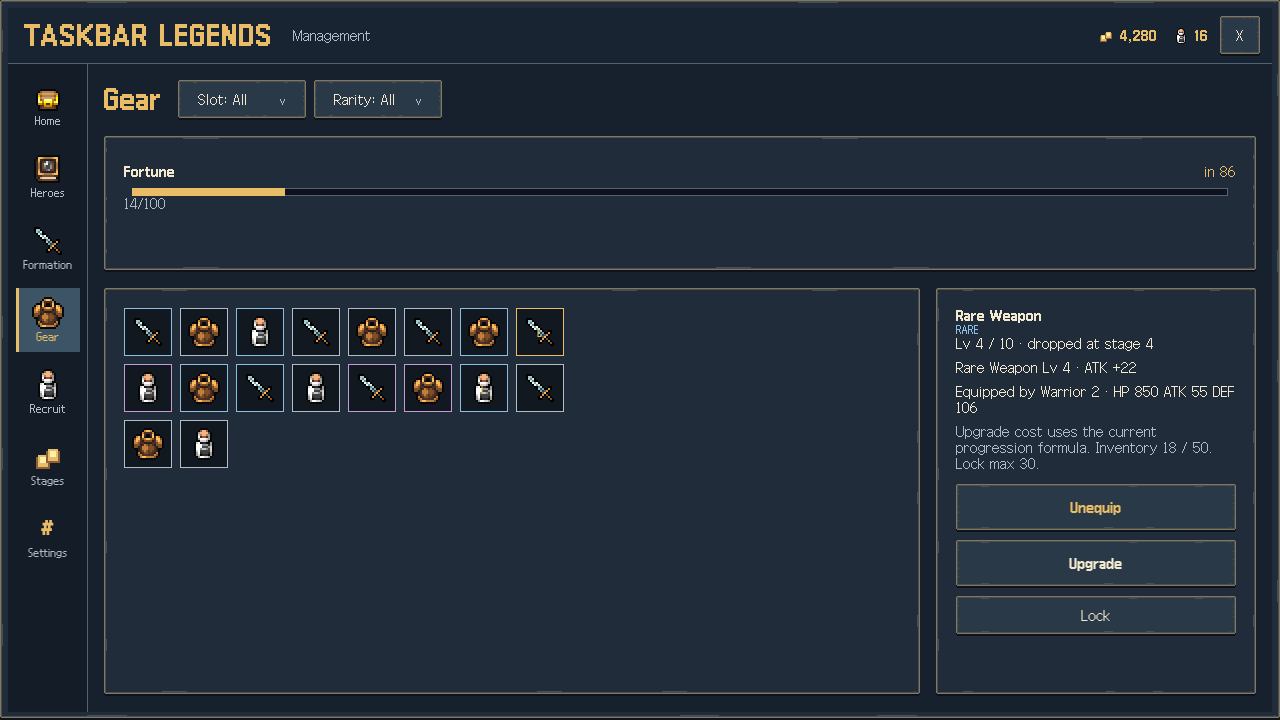 TASKBAR LEGENDS Management 4,280 16 X
Home
Heroes
Formation
Gear
Recruit
Stages
#
Settings
Gear Slot: All v Rarity: All v
Fortune in 86
14/100
Rare Weapon
RARE
Lv 4 / 10 · dropped at stage 4
Rare Weapon Lv 4 · ATK +22
Equipped by Warrior 2 · HP 850 ATK 55 DEF
106
Upgrade cost uses the current
progression formula. Inventory 18 / 50.
Lock max 30.
Unequip
Upgrade
Lock